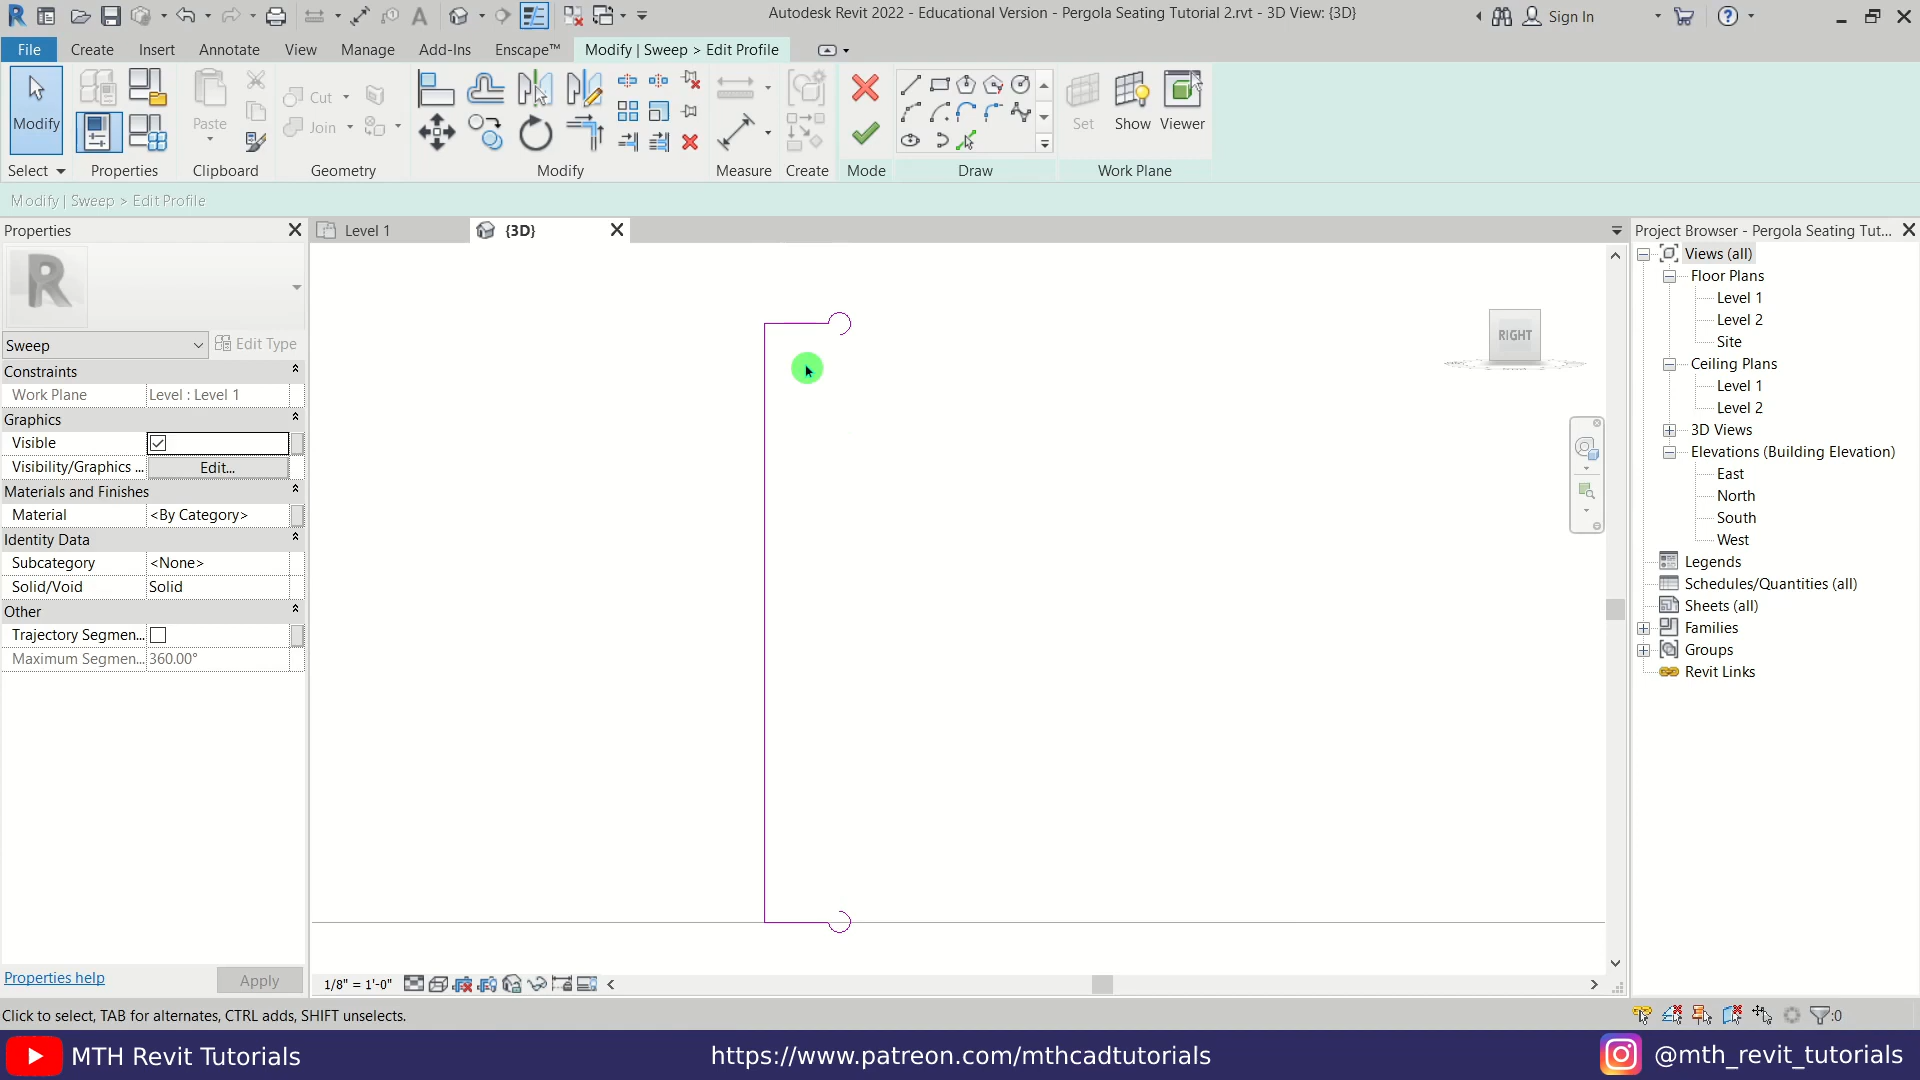 Autodesk Revit 2022 - Educational Version - Pergola Seating Tutorial 2.rvt - 3D View: {3D}
Sign In
File Create Insert Annotate View Manage Add-Ins Enscape™ Modify | Sweep > Edit Profile
Modify
Paste
Cut
Join
Set Show Viewer
Select Properties Clipboard Geometry Modify Measure Create Mode Draw Work Plane
Modify | Sweep > Edit Profile
Properties
Level 1
{3D}
Project Browser - Pergola Seating Tut...
R
Sweep
Edit Type
Constraints
Work Plane Level : Level 1
Graphics
Visible
Visibility/Graphics ... Edit...
Materials and Finishes
Material <By Category>
Identity Data
Subcategory <None>
Solid/Void Solid
Other
Trajectory Segmen...
Maximum Segmen... 360.00°
Properties help
Apply
RIGHT
Views (all)
Floor Plans
Level 1
Level 2
Site
Ceiling Plans
Level 1
Level 2
3D Views
Elevations (Building Elevation)
East
North
South
West
Legends
Schedules/Quantities (all)
Sheets (all)
Families
Groups
Revit Links
1/8" = 1'-0"
Click to select, TAB for alternates, CTRL adds, SHIFT unselects.
:0
MTH Revit Tutorials
https://www.patreon.com/mthcadtutorials
@mth_revit_tutorials